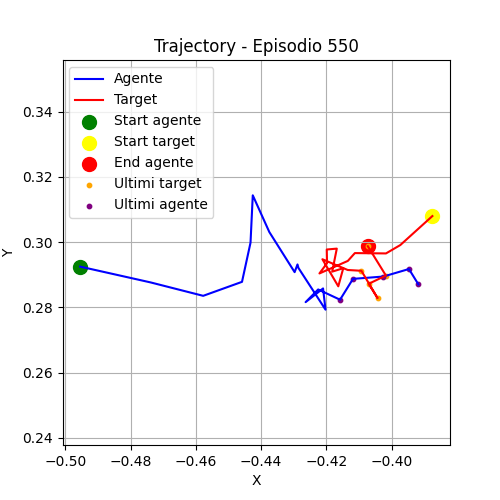 Trajectory - Episodio 550
Agente
Target
Start agente
Start target
End agente
Ultimi target
Ultimi agente
Y
0.34
0.32
0.30
0.28
0.26
0.24
−0.50 −0.48 −0.46 −0.44 −0.42 −0.40
X